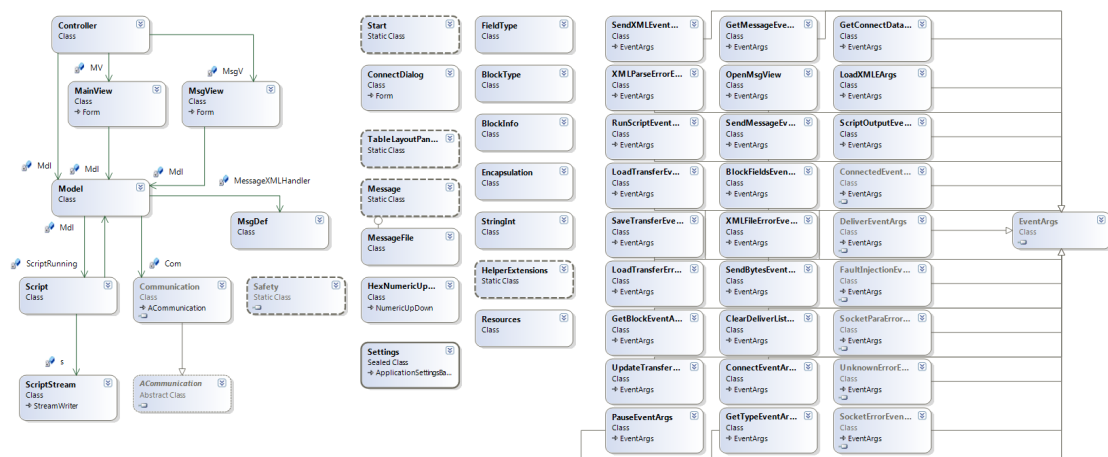 Controller
Class
MV
MsgV
MainView
Class
Form
MsgView
Class
Form
Mdl
Mdl
Mdl
MessageXMLHandler
Model
Class
Mdl
MsgDef
Class
ScriptRunning
Com
Script
Class
Communication
Class
ACommunication
Safety
Static Class
s
ScriptStream
Class
StreamWriter
ACommunication
Abstract Class
Start
Static Class
ConnectDialog
Class
Form
TableLayoutPan...
Static Class
Message
Static Class
MessageFile
Class
HexNumericUp...
Class
NumericUpDown
Settings
Sealed Class
ApplicationSettingsBa...
FieldType
Class
BlockType
Class
BlockInfo
Class
Encapsulation
Class
StringInt
Class
HelperExtensions
Static Class
Resources
Class
SendXMLEvent...
Class
EventArgs
GetMessageEve...
Class
EventArgs
GetConnectData...
Class
EventArgs
XMLParseErrorE...
Class
EventArgs
OpenMsgView
Class
EventArgs
LoadXMLEArgs
Class
EventArgs
RunScriptEvent...
Class
EventArgs
SendMessageEv...
Class
EventArgs
ScriptOutputEve...
Class
EventArgs
LoadTransferEv...
Class
EventArgs
BlockFieldsEven...
Class
EventArgs
ConnectedEvent...
Class
EventArgs
SaveTransferEve...
Class
EventArgs
XMLFileErrorEv...
Class
EventArgs
DeliverEventArgs
Class
EventArgs
EventArgs
Class
LoadTransferErr...
Class
EventArgs
SendBytesEvent...
Class
EventArgs
FaultInjectionEv...
Class
EventArgs
GetBlockEventA...
Class
EventArgs
ClearDeliverList...
Class
EventArgs
SocketParaError...
Class
EventArgs
UpdateTransfer...
Class
EventArgs
ConnectEventAr...
Class
EventArgs
UnknownErrorE...
Class
EventArgs
PauseEventArgs
Class
EventArgs
GetTypeEventAr...
Class
EventArgs
SocketErrorEven...
Class
EventArgs